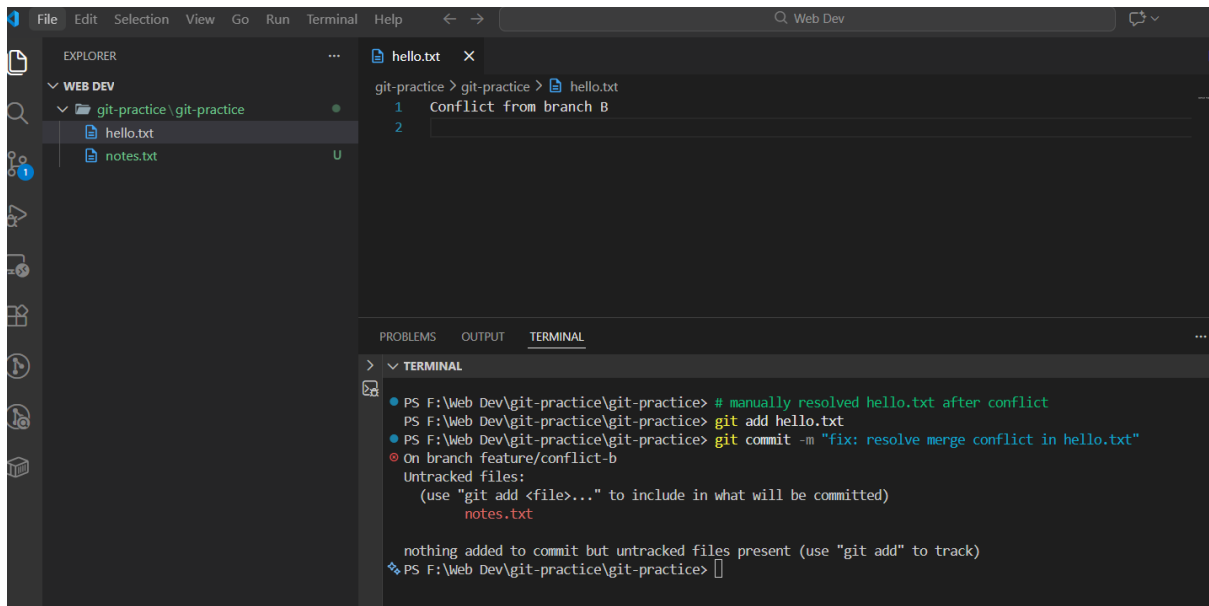 File Edit Selection View Go Run Terminal Help ← → Web Dev
EXPLORER ···
WEB DEV
git-practice\git-practice
hello.txt
notes.txt U
1
hello.txt ×
git-practice > git-practice > hello.txt
1 Conflict from branch B
2
PROBLEMS OUTPUT TERMINAL ···
TERMINAL
PS F:\Web Dev\git-practice\git-practice> # manually resolved hello.txt after conflict
PS F:\Web Dev\git-practice\git-practice> git add hello.txt
PS F:\Web Dev\git-practice\git-practice> git commit -m "fix: resolve merge conflict in hello.txt"
On branch feature/conflict-b
Untracked files:
(use "git add <file>..." to include in what will be committed)
notes.txt
nothing added to commit but untracked files present (use "git add" to track)
PS F:\Web Dev\git-practice\git-practice>